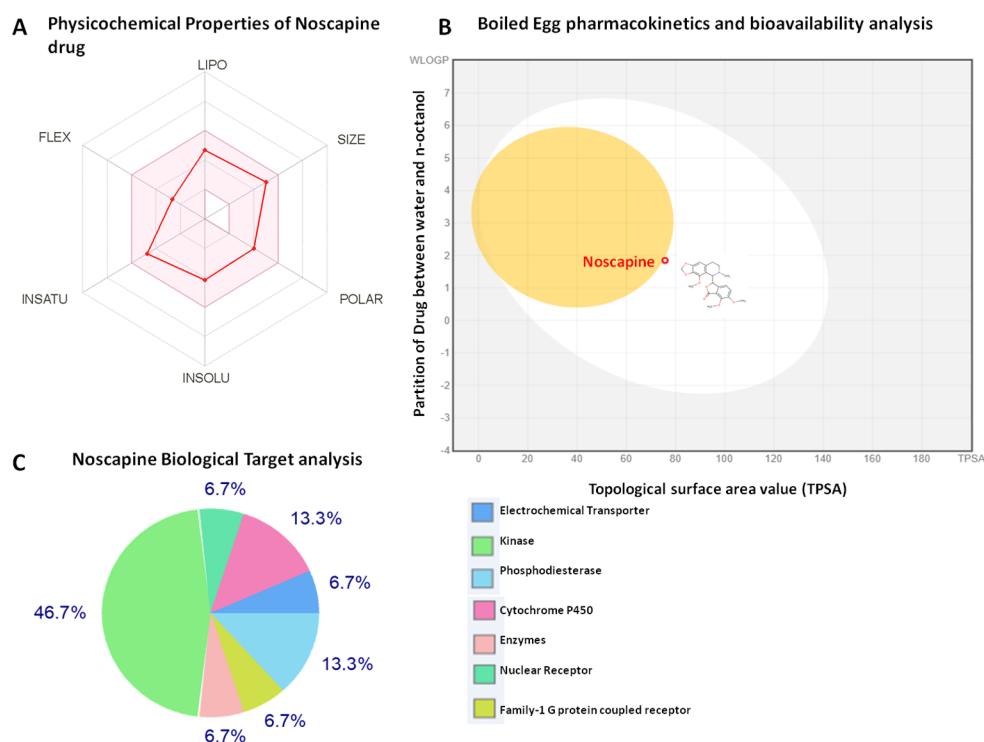 A Physicochemical Properties of Noscapine
drug
LIPO
FLEX
SIZE
INSATU
POLAR
INSOLU
B Boiled Egg pharmacokinetics and bioavailability analysis
WLOGP
7
6
5
4
3
2
1
0
-1
-2
-3
-4
Partition of Drug between water and n-octanol
Noscapine
0 20 40 60 80 100 120 140 160 180 TPSA
Topological surface area value (TPSA)
C Noscapine Biological Target analysis
6.7%
13.3%
6.7%
46.7%
13.3%
6.7%
6.7%
Electrochemical Transporter
Kinase
Phosphodiesterase
Cytochrome P450
Enzymes
Nuclear Receptor
Family-1 G protein coupled receptor